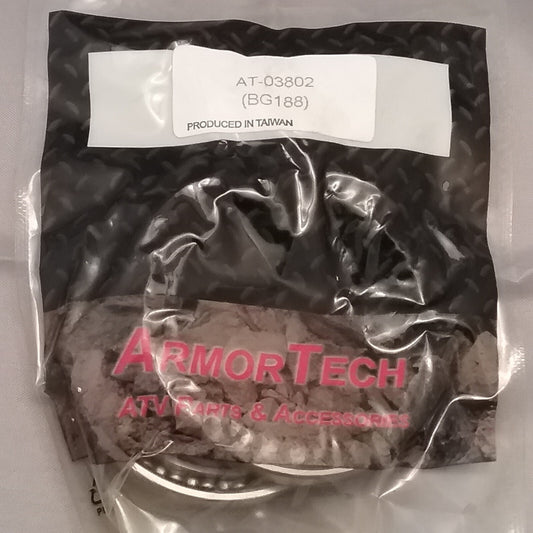 AT-03802
(BG188)
PRODUCED IN TAIWAN
ARMORTECH
ATV PARTS & ACCESSORIES